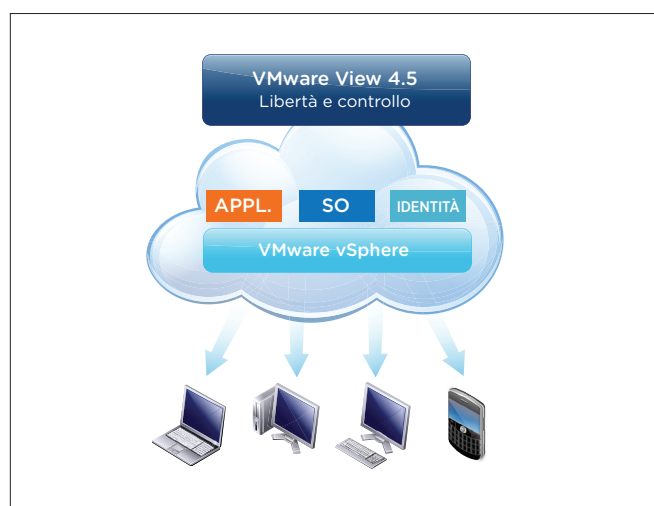 VMware View 4.5
Libertà e controllo
APPL.
SO
IDENTITÀ
VMware vSphere